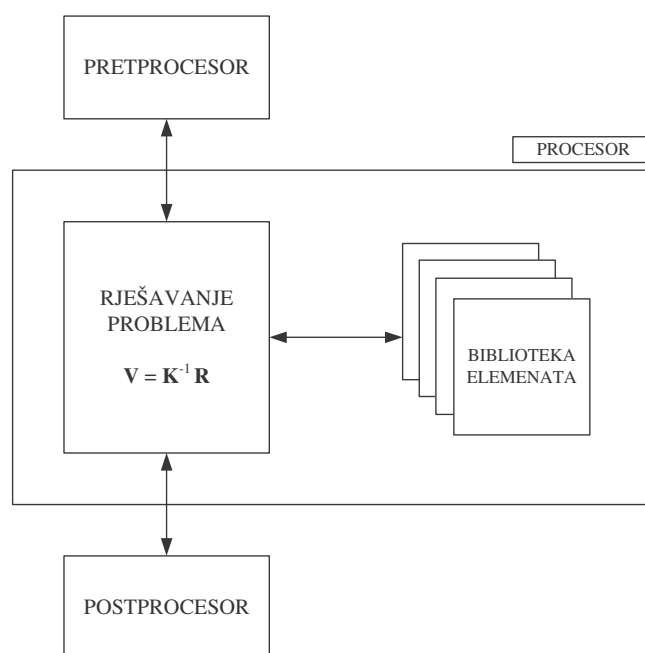 PRETPROCESOR
PROCESOR
RJEŠAVANJE
PROBLEMA
V = K⁻¹ R
BIBLIOTEKA
ELEMENATA
POSTPROCESOR